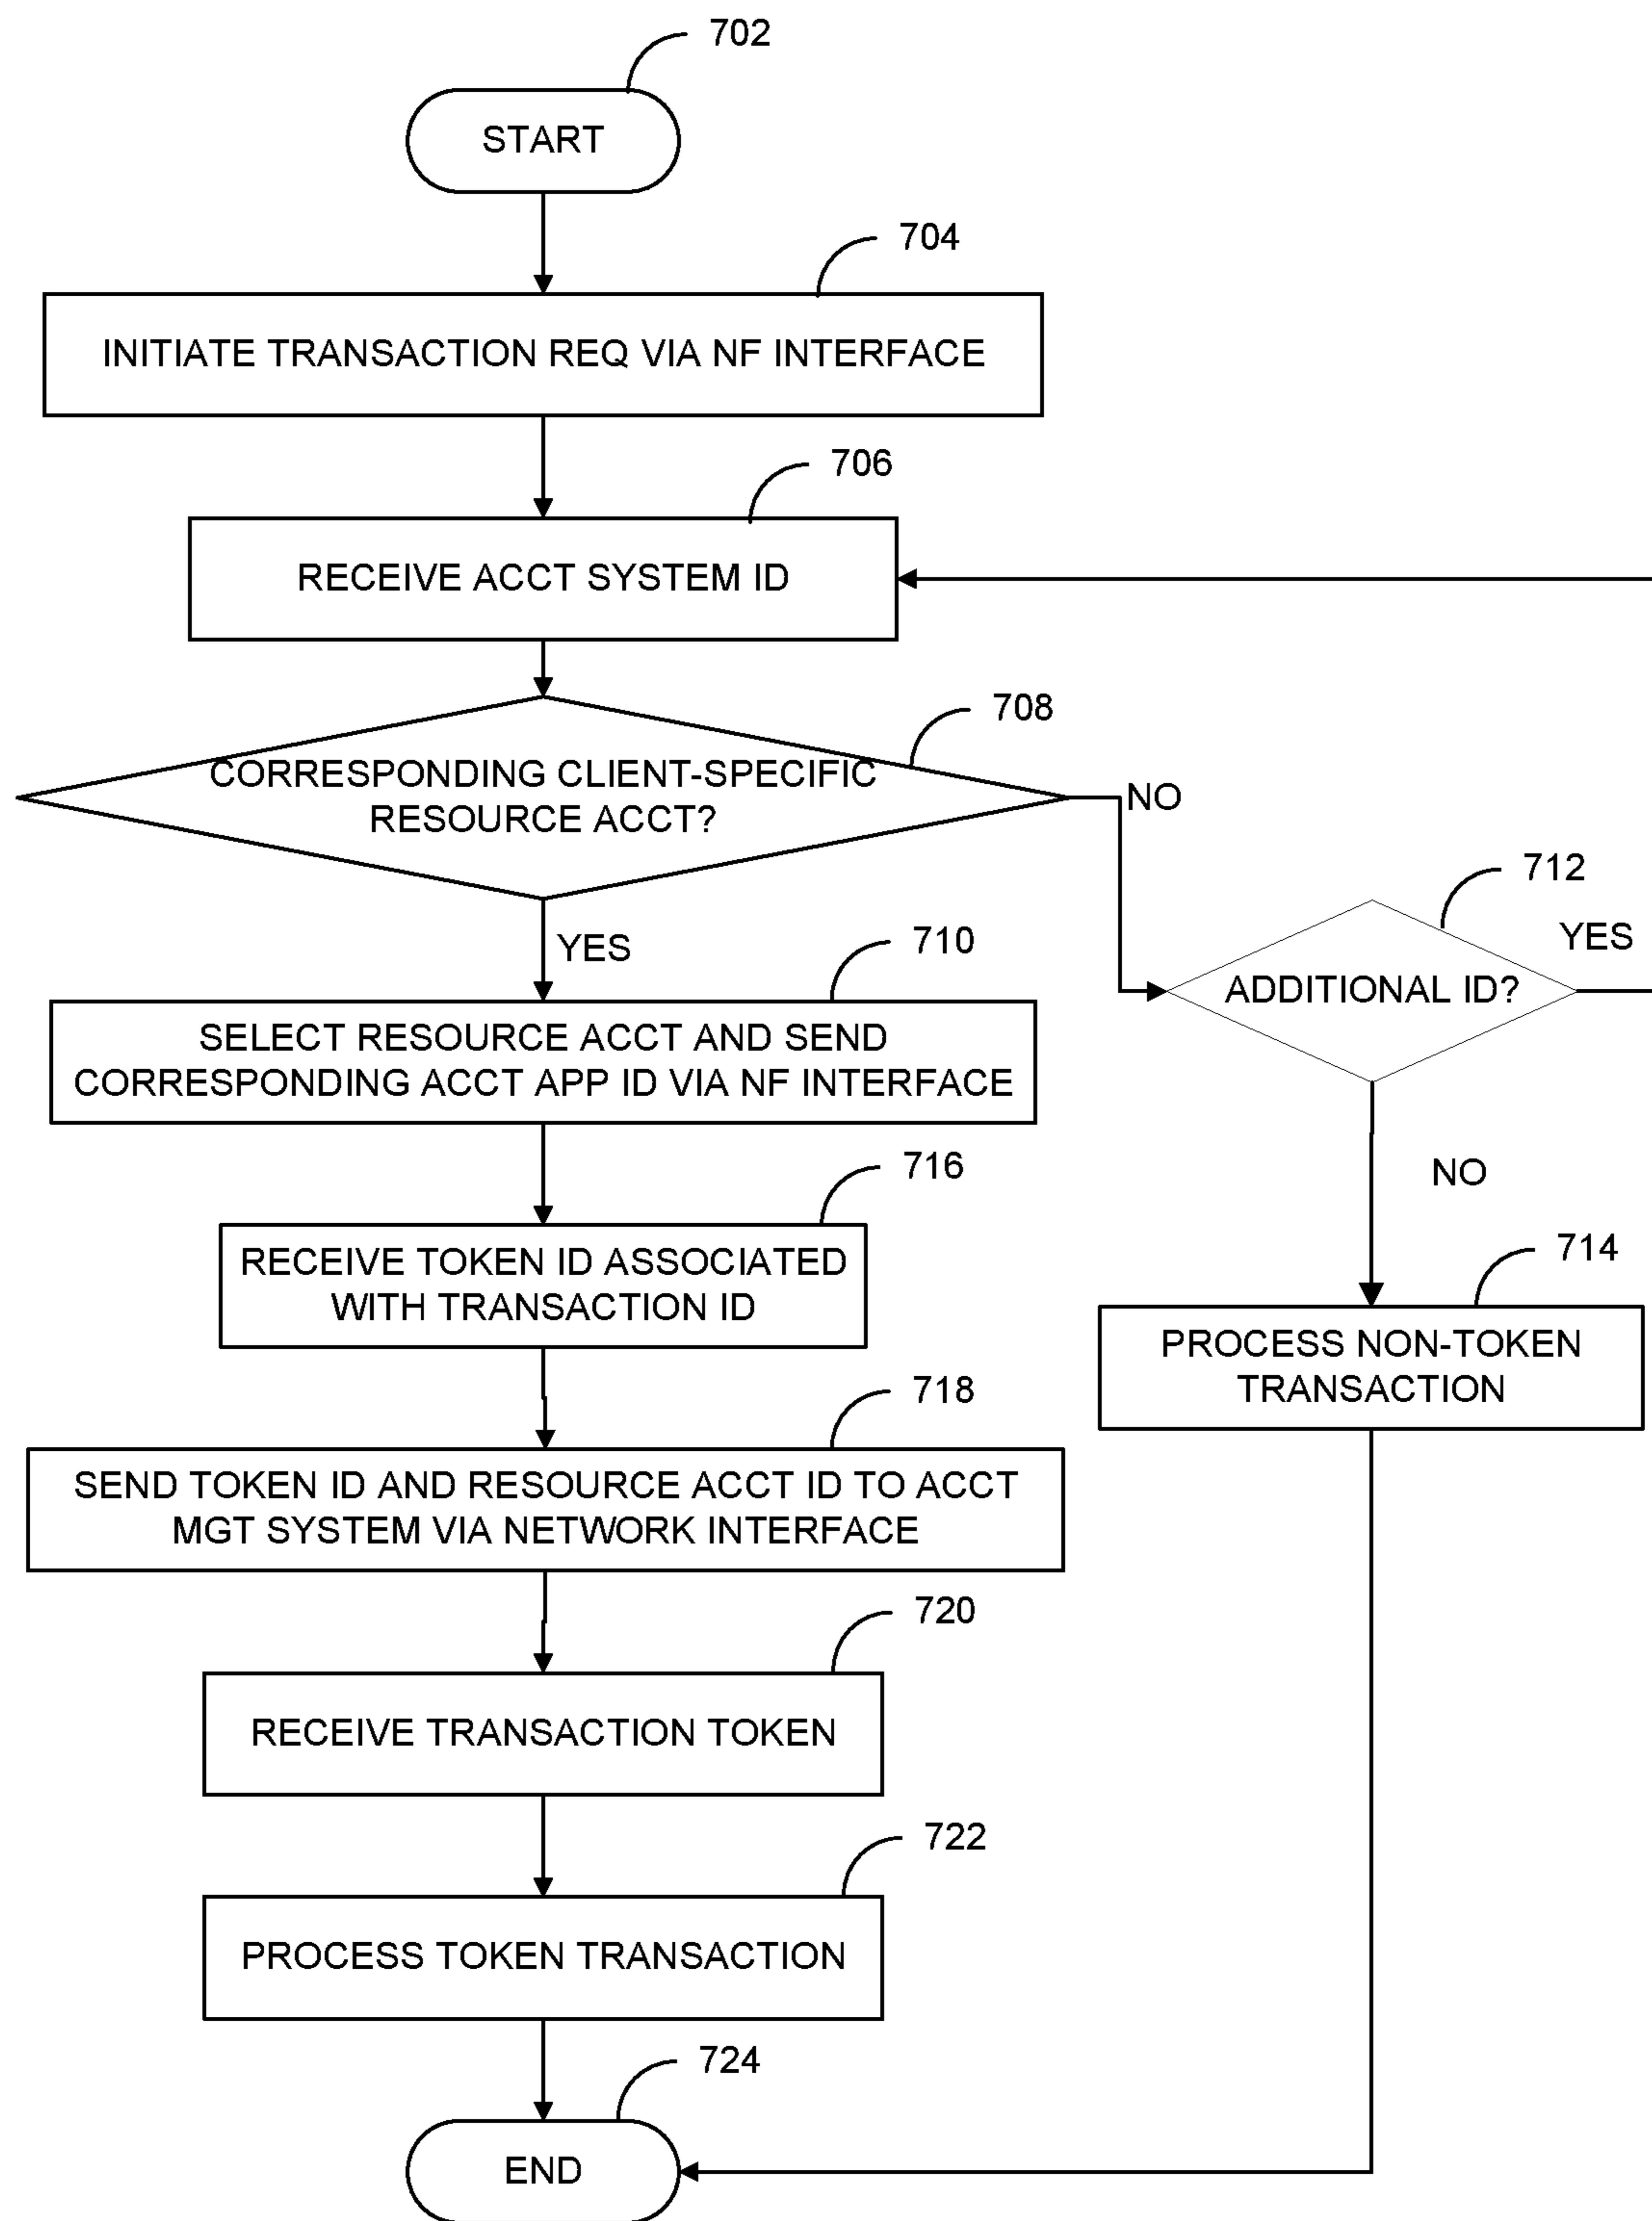 702
START
704
INITIATE TRANSACTION REQ VIA NF INTERFACE
706
RECEIVE ACCT SYSTEM ID
708
CORRESPONDING CLIENT-SPECIFIC
RESOURCE ACCT?
NO
712
YES
ADDITIONAL ID?
YES
710
SELECT RESOURCE ACCT AND SEND
CORRESPONDING ACCT APP ID VIA NF INTERFACE
NO
716
RECEIVE TOKEN ID ASSOCIATED
WITH TRANSACTION ID
714
PROCESS NON-TOKEN
TRANSACTION
718
SEND TOKEN ID AND RESOURCE ACCT ID TO ACCT
MGT SYSTEM VIA NETWORK INTERFACE
720
RECEIVE TRANSACTION TOKEN
722
PROCESS TOKEN TRANSACTION
724
END